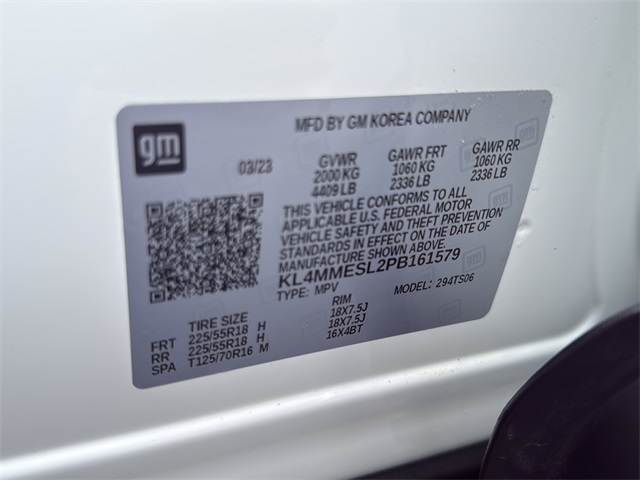 MFD BY GM KOREA COMPANY
gm
03/23
GVWR GAWR FRT GAWR RR
2000 KG 1060 KG 1060 KG
4409 LB 2336 LB 2336 LB
THIS VEHICLE CONFORMS TO ALL
APPLICABLE U.S. FEDERAL MOTOR
VEHICLE SAFETY AND THEFT PREVENTION
STANDARDS IN EFFECT ON THE DATE OF
MANUFACTURE SHOWN ABOVE.
KL4MMESL2PB161579
TYPE: MPV MODEL: 294TS06
TIRE SIZE RIM
FRT 225/55R18 H 18X7.5J
RR 225/55R18 H 18X7.5J
SPA T125/70R16 M 16X4BT